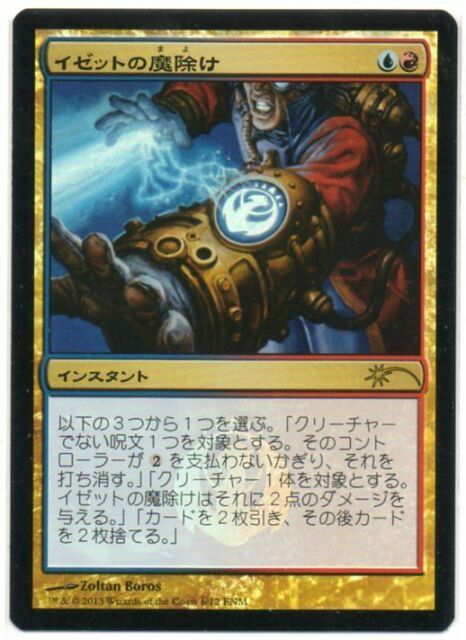 イゼットの魔除け
まよ
インスタント
以下の3つから1つを選ぶ。「クリーチャー
でない呪文1つを対象とする。そのコント
ローラーが 2 を支払わないかぎり、それを
打ち消す。」「クリーチャー1体を対象とする。
イゼットの魔除けはそれに2点のダメージを
与える。」「カードを2枚引き、その後カード
を2枚捨てる。」
Zoltan Boros
™ & © 2013 Wizards of the Coast 6/12 FNM